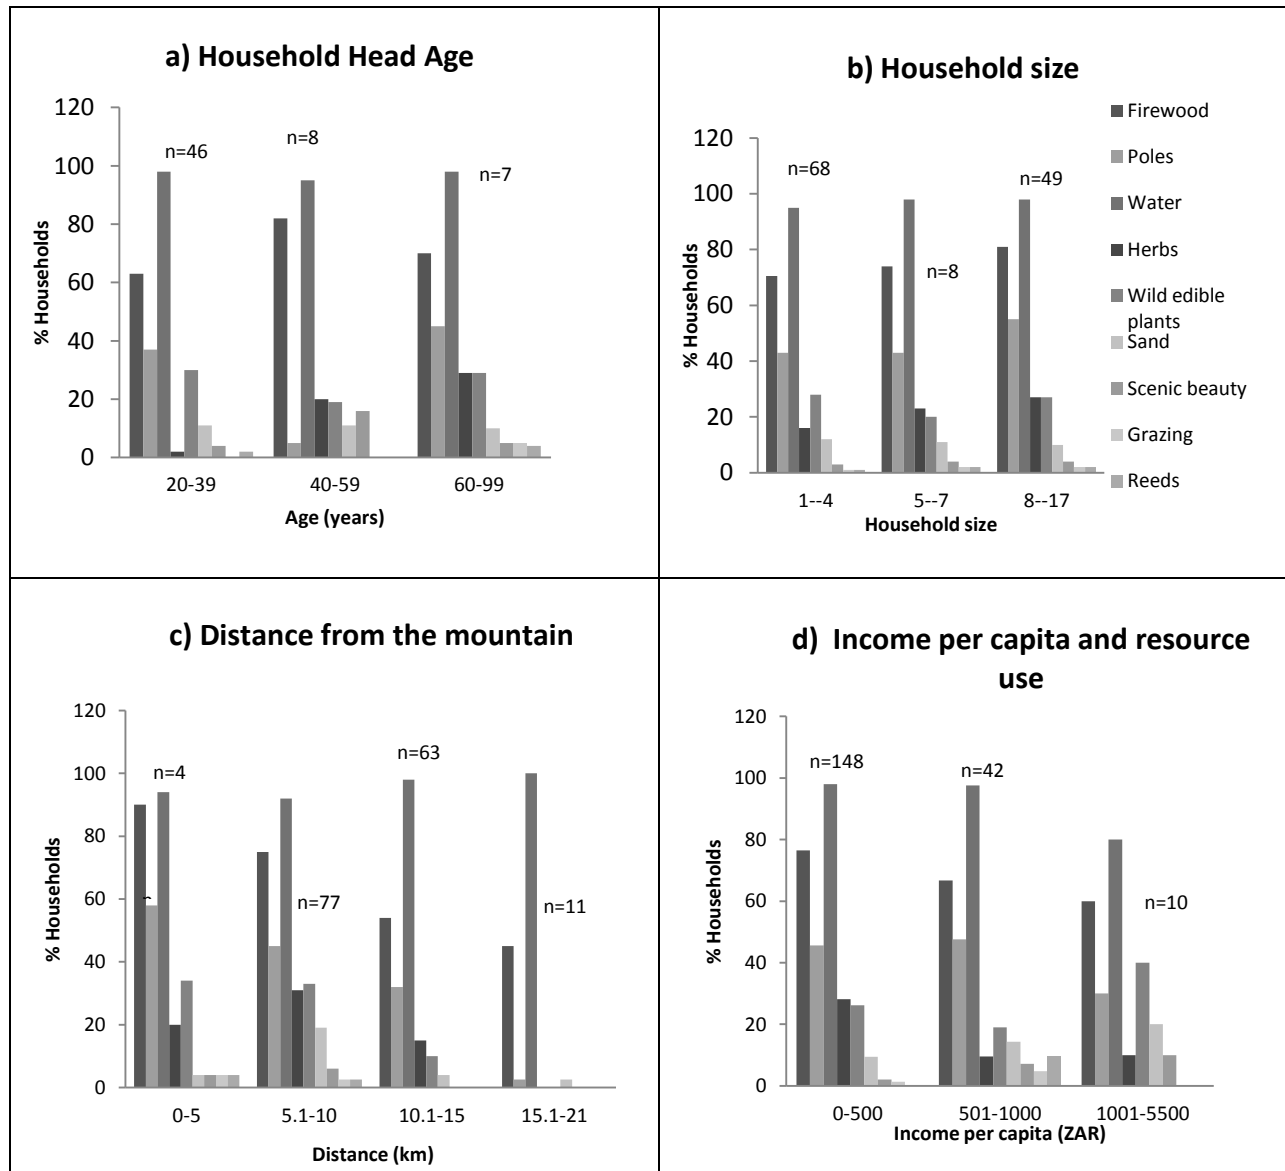 a) Household Head Age
120
100
80
60
40
20
0
% Households
n=46
n=8
n=7
20-39
40-59
60-99
Age (years)
b) Household size
120
100
80
60
40
20
0
% Households
n=68
n=8
n=49
1--4
5--7
8--17
Household size
Firewood
Poles
Water
Herbs
Wild edible
plants
Sand
Scenic beauty
Grazing
Reeds
c) Distance from the mountain
120
100
80
60
40
20
0
% Households
n=4
n=77
n=63
n=11
0-5
5.1-10
10.1-15
15.1-21
Distance (km)
d) Income per capita and resource
use
120
100
80
60
40
20
0
% Households
n=148
n=42
n=10
0-500
501-1000
1001-5500
Income per capita (ZAR)